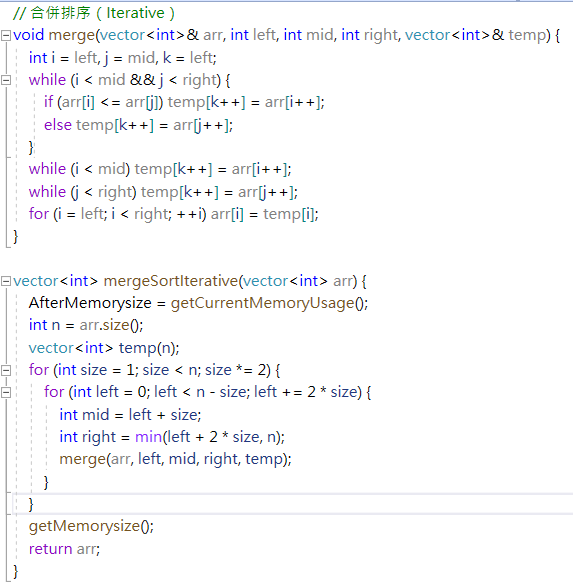 // 合併排序 ( Iterative )
void merge(vector<int>& arr, int left, int mid, int right, vector<int>& temp) {
int i = left, j = mid, k = left;
while (i < mid && j < right) {
if (arr[i] <= arr[j]) temp[k++] = arr[i++];
else temp[k++] = arr[j++];
}
while (i < mid) temp[k++] = arr[i++];
while (j < right) temp[k++] = arr[j++];
for (i = left; i < right; ++i) arr[i] = temp[i];
}
vector<int> mergeSortIterative(vector<int> arr) {
AfterMemorysize = getCurrentMemoryUsage();
int n = arr.size();
vector<int> temp(n);
for (int size = 1; size < n; size *= 2) {
for (int left = 0; left < n - size; left += 2 * size) {
int mid = left + size;
int right = min(left + 2 * size, n);
merge(arr, left, mid, right, temp);
}
}
getMemorysize();
return arr;
}